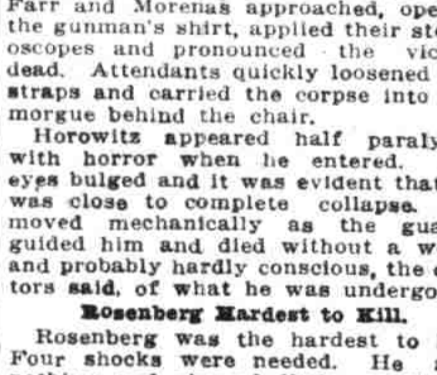 Farr and Morenas approached, ope
the gunman's shirt, applied their ste
oscopes and pronounced the vic
dead. Attendants quickly loosened
straps and carried the corpse into
morgue behind the chair.
Horowitz appeared half paraly
with horror when he entered.
eyes bulged and it was evident that
was close to complete collapse.
moved mechanically as the gua
guided him and died without a w
and probably hardly conscious, the
tors said, of what he was undergo
Rosenberg Hardest to Kill.
Rosenberg was the hardest to
Four shocks were needed. He